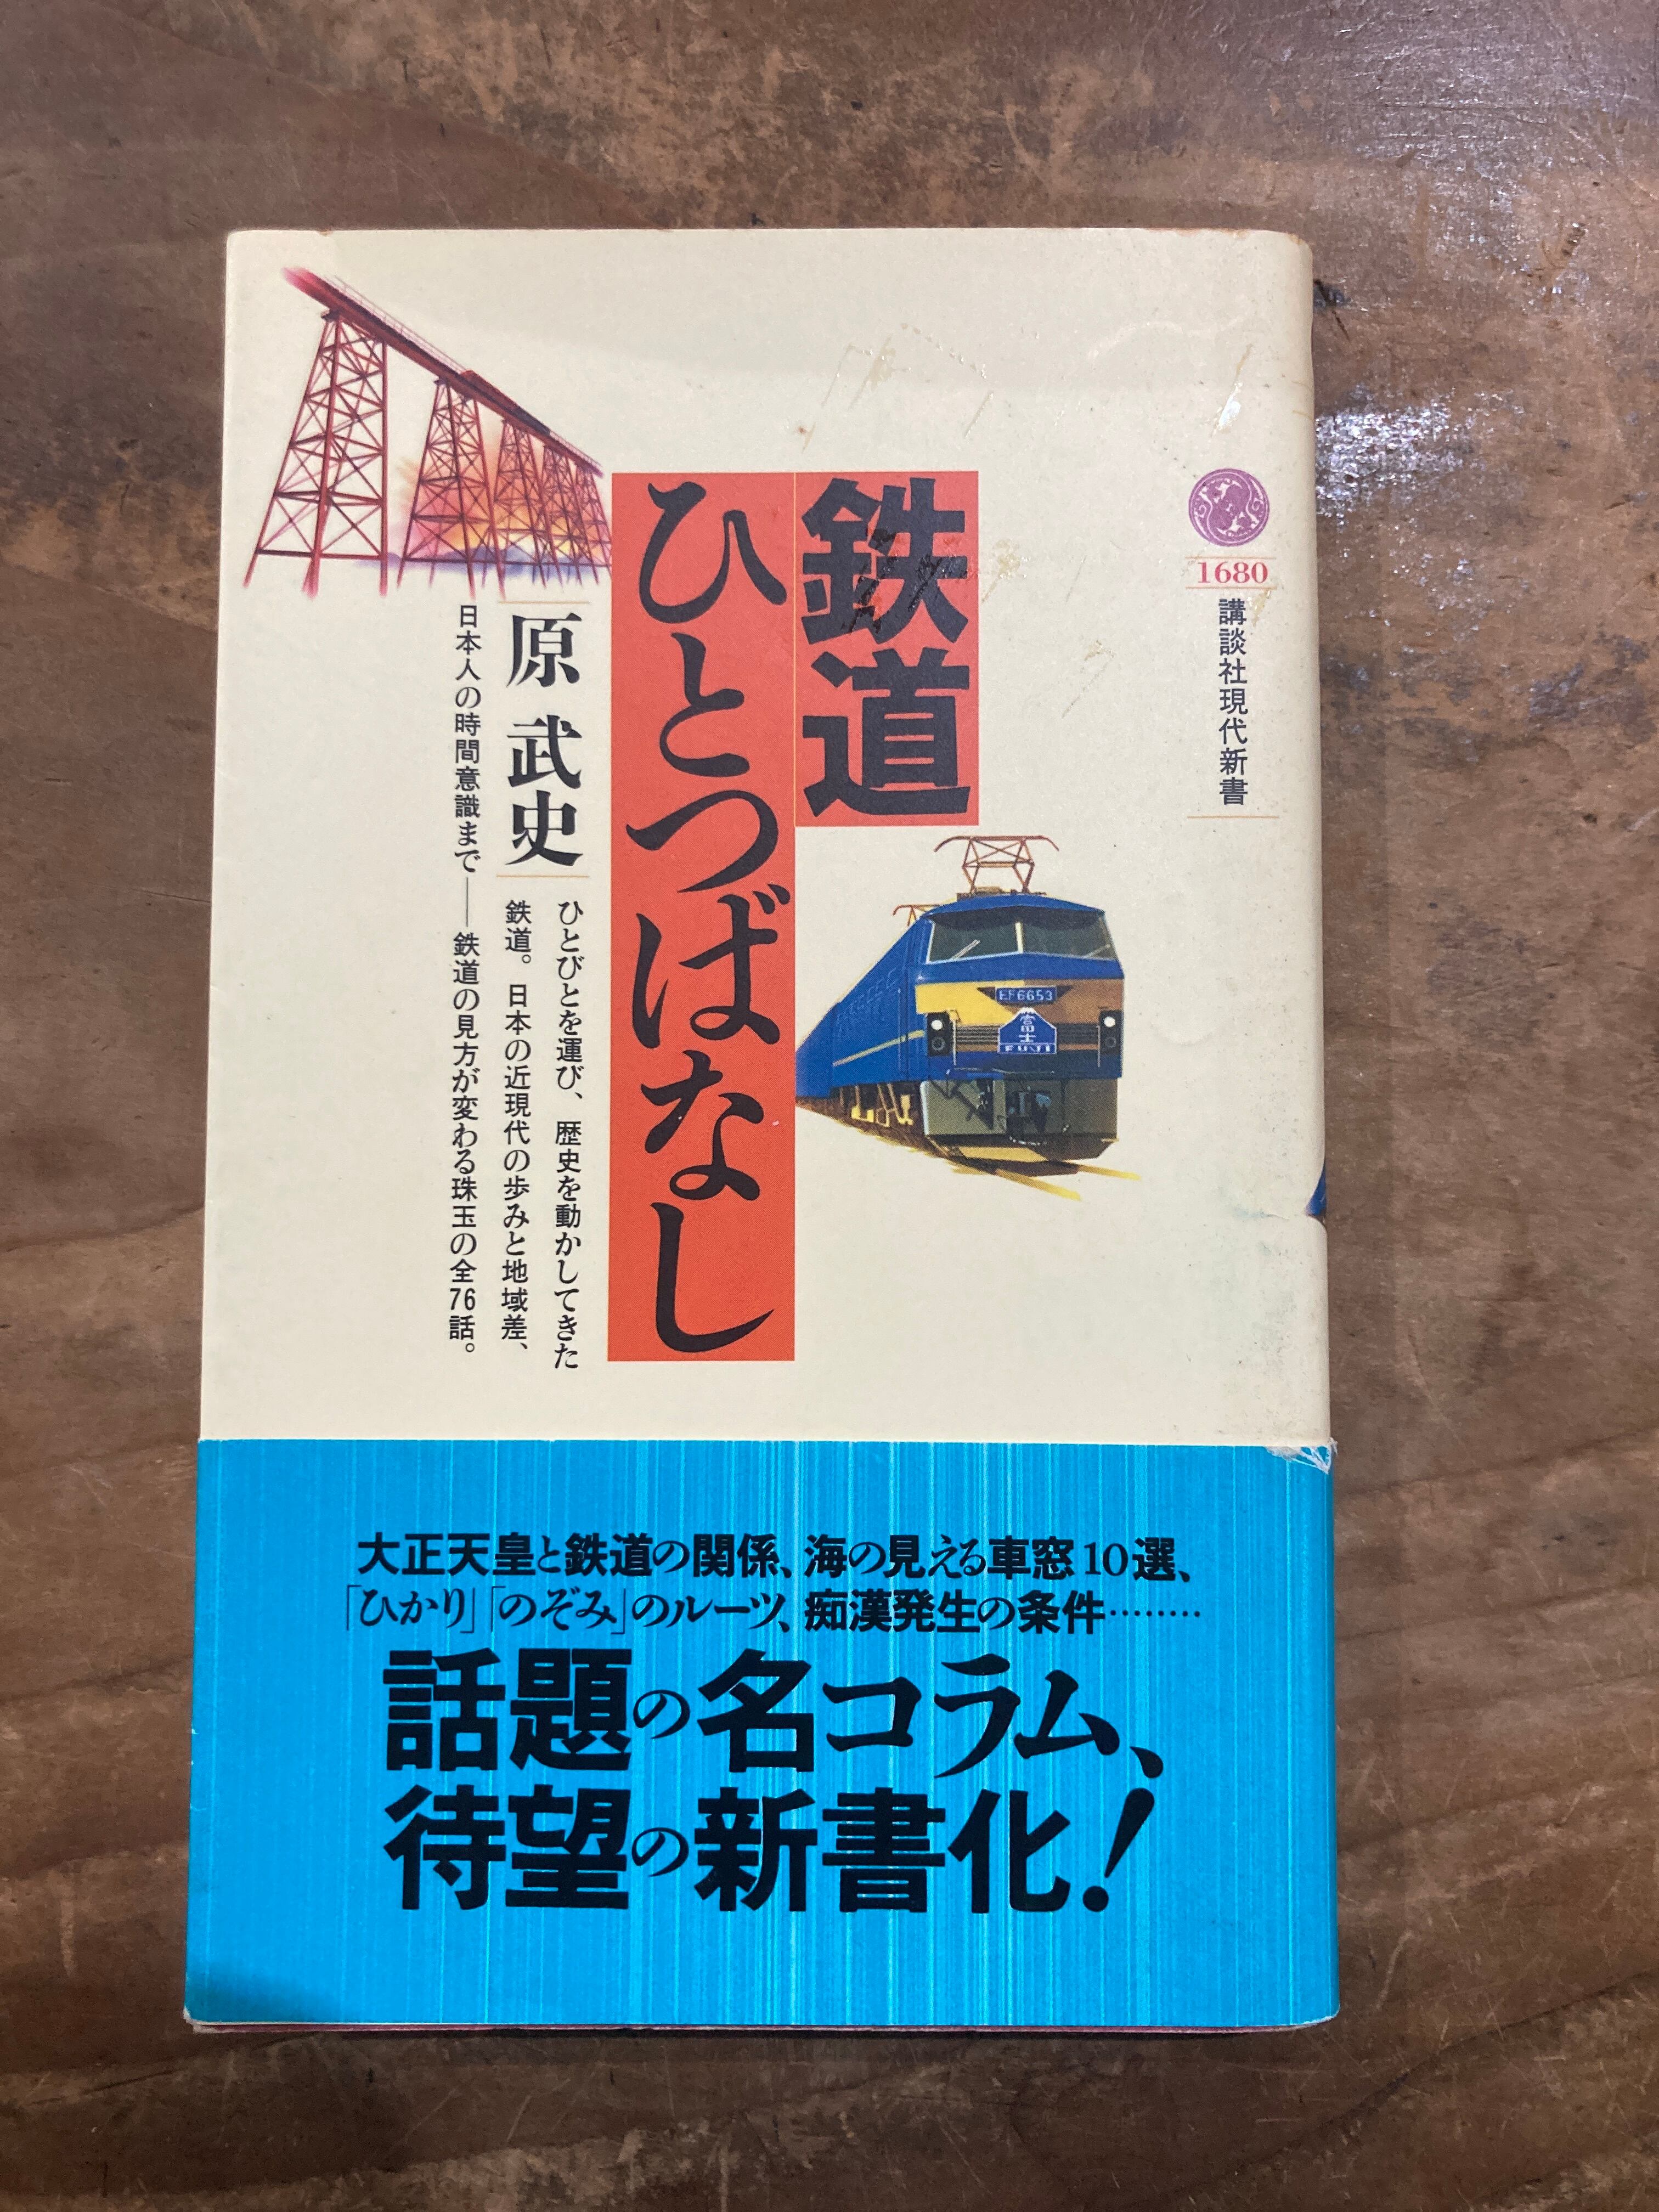 1680
講談社現代新書
鉄道
ひとつばなし
EF6653
富士
FUJI
原 武史
ひとびとを運び、歴史を動かしてきた
鉄道。日本の近現代の歩みと地域差、
日本人の時間意識まで――鉄道の見方が変わる珠玉の全76話。
大正天皇と鉄道の関係、海の見える車窓10選、
「ひかり」「のぞみ」のルーツ、痴漢発生の条件………
話題の名コラム、
待望の新書化!